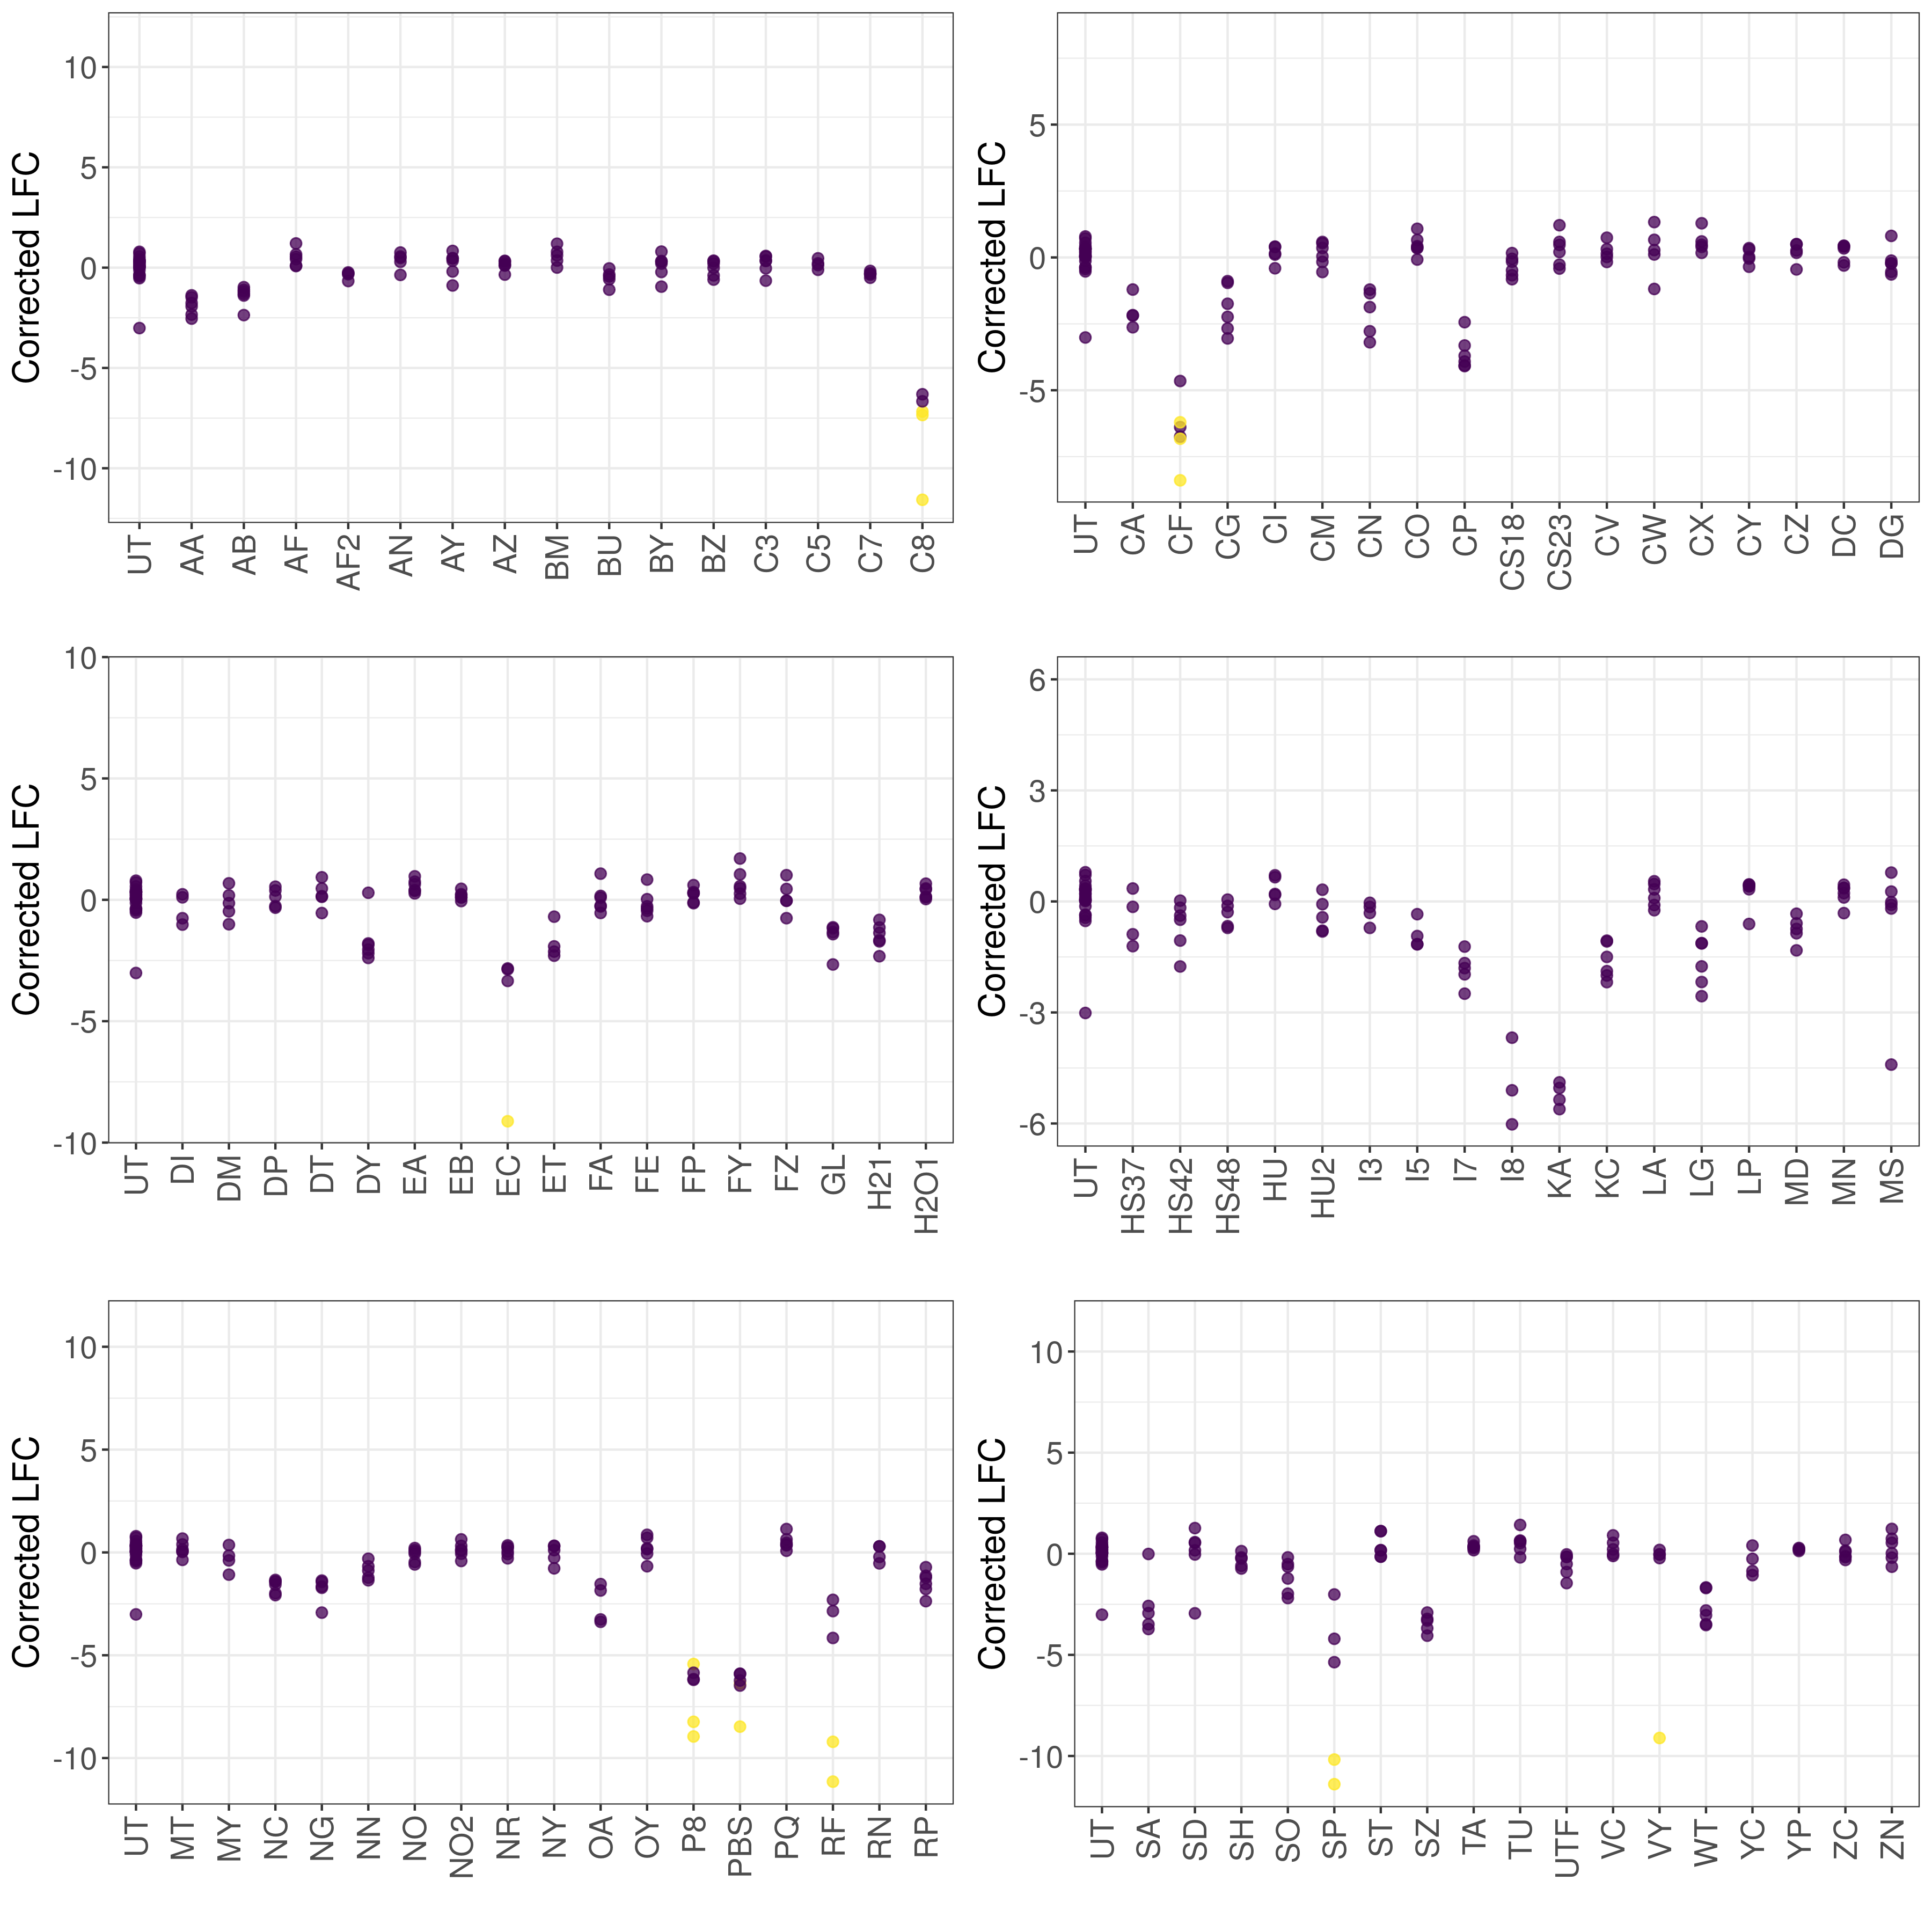 Corrected LFC
10
5
0
-5
-10
UT AA AB AF AF2 AN AY AZ BM BU BY BZ C3 C5 C7 C8
Corrected LFC
5
0
-5
UT CA CF CG CI CM CN CO CP CS18 CS23 CV CW CX CY CZ DC DG
Corrected LFC
10
5
0
-5
-10
UT DI DM DP DT DY EA EB EC ET FA FE FP FY FZ GL H21 H2O1
Corrected LFC
6
3
0
-3
-6
UT HS37 HS42 HS48 HU HU2 I3 I5 I7 I8 KA KC LA LG LP MD MN MS
Corrected LFC
10
5
0
-5
-10
UT MT MY NC NG NN NO NO2 NR NY OA OY P8 PBS PQ RF RN RP
Corrected LFC
10
5
0
-5
-10
UT SA SD SH SO SP ST SZ TA TU UTF VC VY WT YC YP ZC ZN